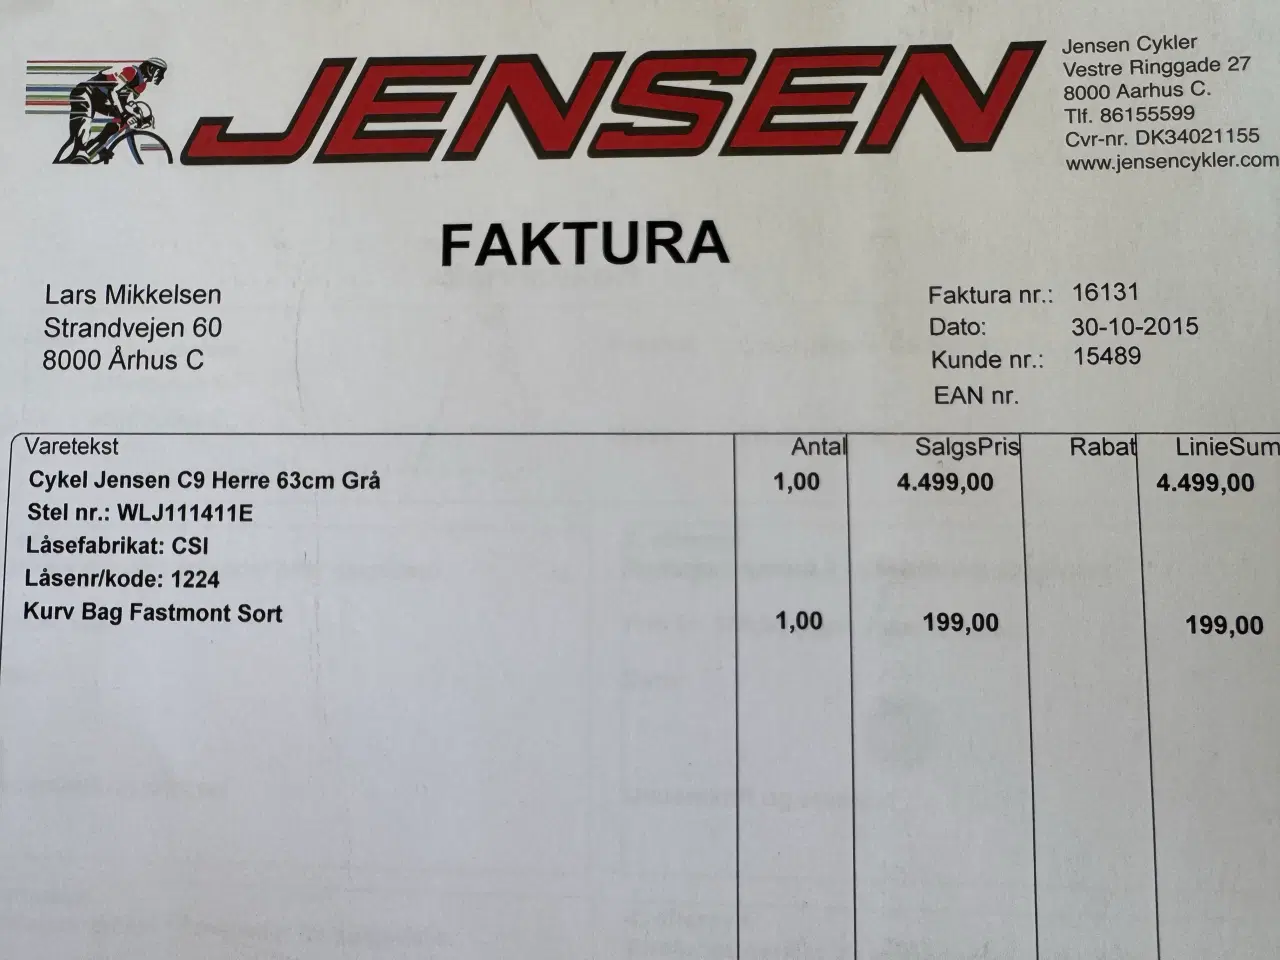 JENSEN
Jensen Cykler
Vestre Ringgade 27
8000 Aarhus C.
Tlf. 86155599
Cvr-nr. DK34021155
www.jensencykler.com
FAKTURA
Lars Mikkelsen
Strandvejen 60
8000 Århus C
Faktura nr.: 16131
Dato: 30-10-2015
Kunde nr.: 15489
EAN nr.
Varetekst Antal SalgsPris Rabat LinieSum
Cykel Jensen C9 Herre 63cm Grå 1,00 4.499,00 4.499,00
Stel nr.: WLJ111411E
Låsefabrikat: CSI
Låsenr/kode: 1224
Kurv Bag Fastmont Sort 1,00 199,00 199,00